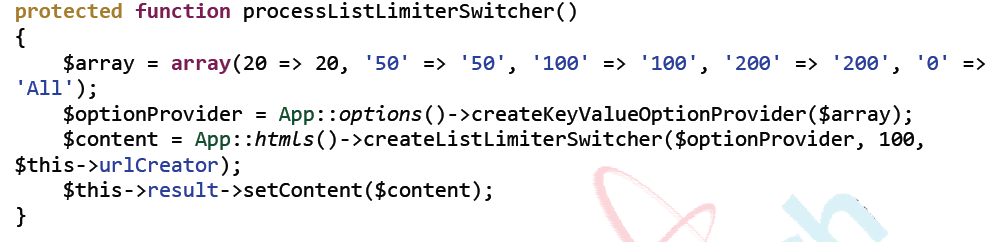 protected function processListLimiterSwitcher()
{
    $array = array(20 => 20, '50' => '50', '100' => '100', '200' => '200', '0' =>
'All');
    $optionProvider = App::options()->createKeyValueOptionProvider($array);
    $content = App::htmls()->createListLimiterSwitcher($optionProvider, 100,
$this->urlCreator);
    $this->result->setContent($content);
}